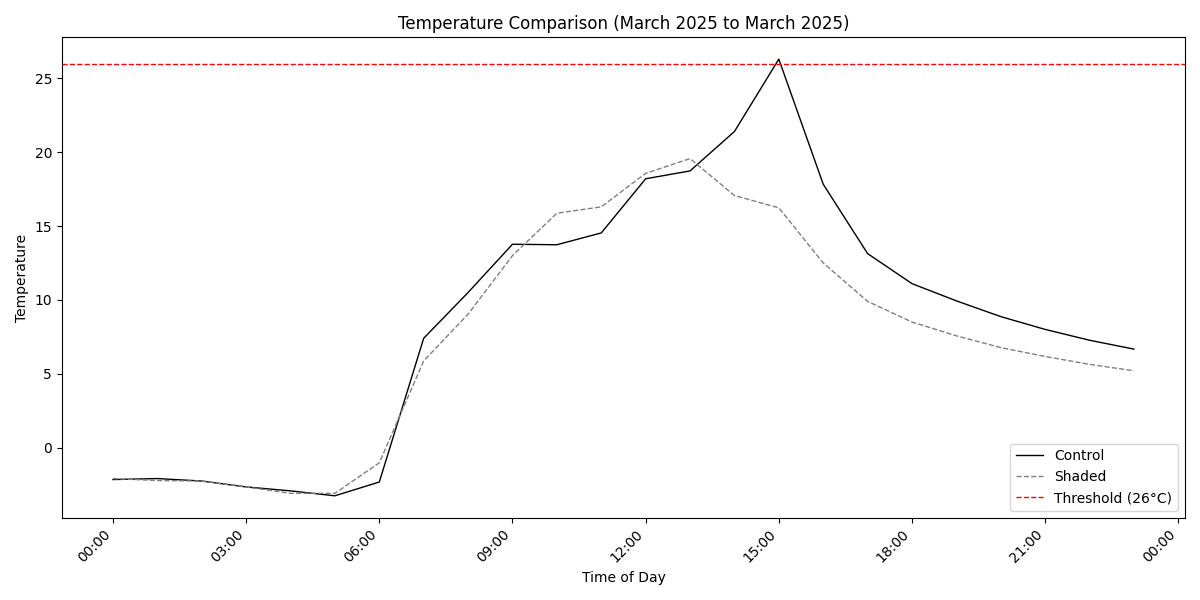 Temperature Comparison (March 2025 to March 2025)
Temperature
25
20
15
10
5
0
Control
Shaded
Threshold (26°C)
00:00
03:00
06:00
09:00
12:00
15:00
18:00
21:00
00:00
Time of Day